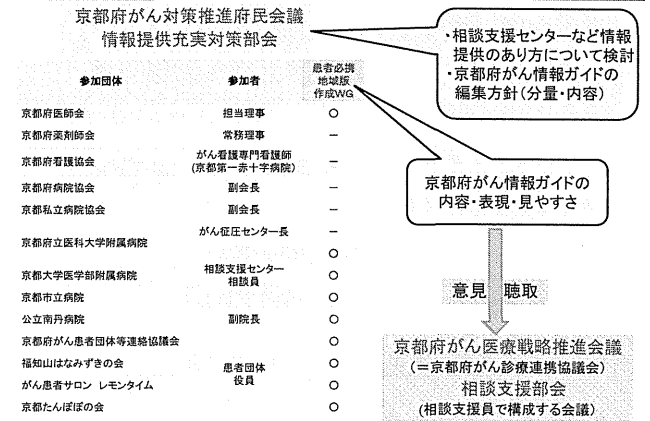 京都府がん対策推進府民会議
情報提供充実対策部会
・相談支援センターなど情報
提供のあり方について検討
・京都府がん情報ガイドの
編集方針(分量・内容)
参加団体 参加者 患者必携
地域版
作成WG
京都府医師会 担当理事 ○
京都府薬剤師会 常務理事 −
京都府看護協会 がん看護専門看護師
(京都第一赤十字病院) −
京都府病院協会 副会長 −
京都私立病院協会 副会長 −
京都府立医科大学附属病院 がん征圧センター長 −
○
京都大学医学部附属病院 相談支援センター
相談員 ○
京都市立病院 ○
公立南丹病院 副院長 ○
京都府がん患者団体等連絡協議会 ○
福知山はなみずきの会 患者団体
役員 ○
がん患者サロン レモンタイム ○
京都たんぽぽの会 ○
京都府がん情報ガイドの
内容・表現・見やすさ
意見 聴取
京都府がん医療戦略推進会議
(=京都府がん診療連携協議会)
相談支援部会
(相談支援員で構成する会議)